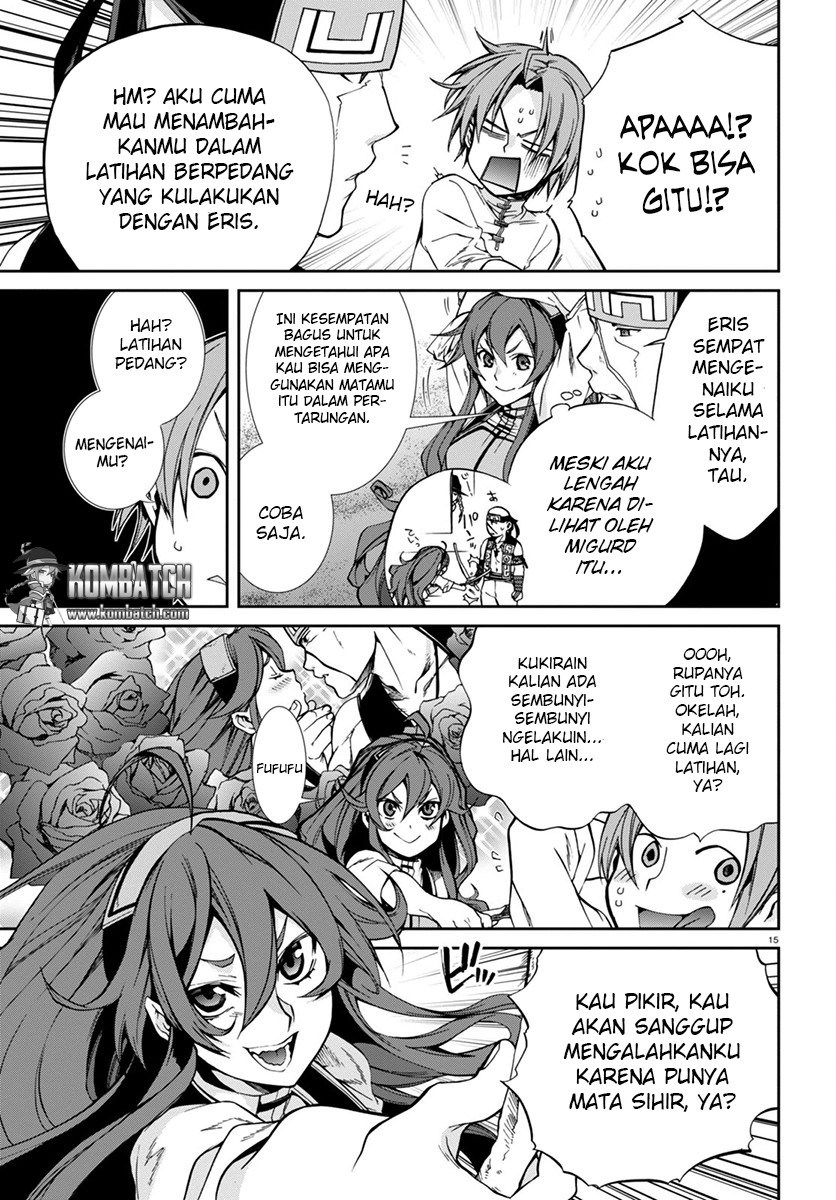 APAAAA!?
KOK BISA
GITU!?
HAH?
HM? AKU CUMA
MAU MENAMBAH-
KANMU DALAM
LATIHAN BERPEDANG
YANG KULAKUKAN
DENGAN ERIS.
ERIS
SEMPAT
MENGE-
NAIKU
SELAMA
LATIHAN-
NYA,
TAU.
MESKI AKU
LENGAH
KARENA DI-
LIHAT OLEH
MIGURD
ITU...
INI KESEMPATAN
BAGUS UNTUK
MENGETAHUI APA
KAU BISA MENG-
GUNAKAN MATAMU
ITU DALAM PER-
TARUNGAN.
COBA
SAJA.
HAH?
LATIHAN
PEDANG?
MENGENAI-
MU?
KOMBATCH
www.kombatch.com
OOOH,
RUPANYA
GITU TOH.
OKELAH,
KALIAN
CUMA LAGI
LATIHAN,
YA?
KUKIRAIN
KALIAN ADA
SEMBUNYI-
SEMBUNYI
NGELAKUIN...
HAL LAIN...
FUFUFU
15
KAU PIKIR, KAU
AKAN SANGGUP
MENGALAHKANKU
KARENA PUNYA
MATA SIHIR, YA?